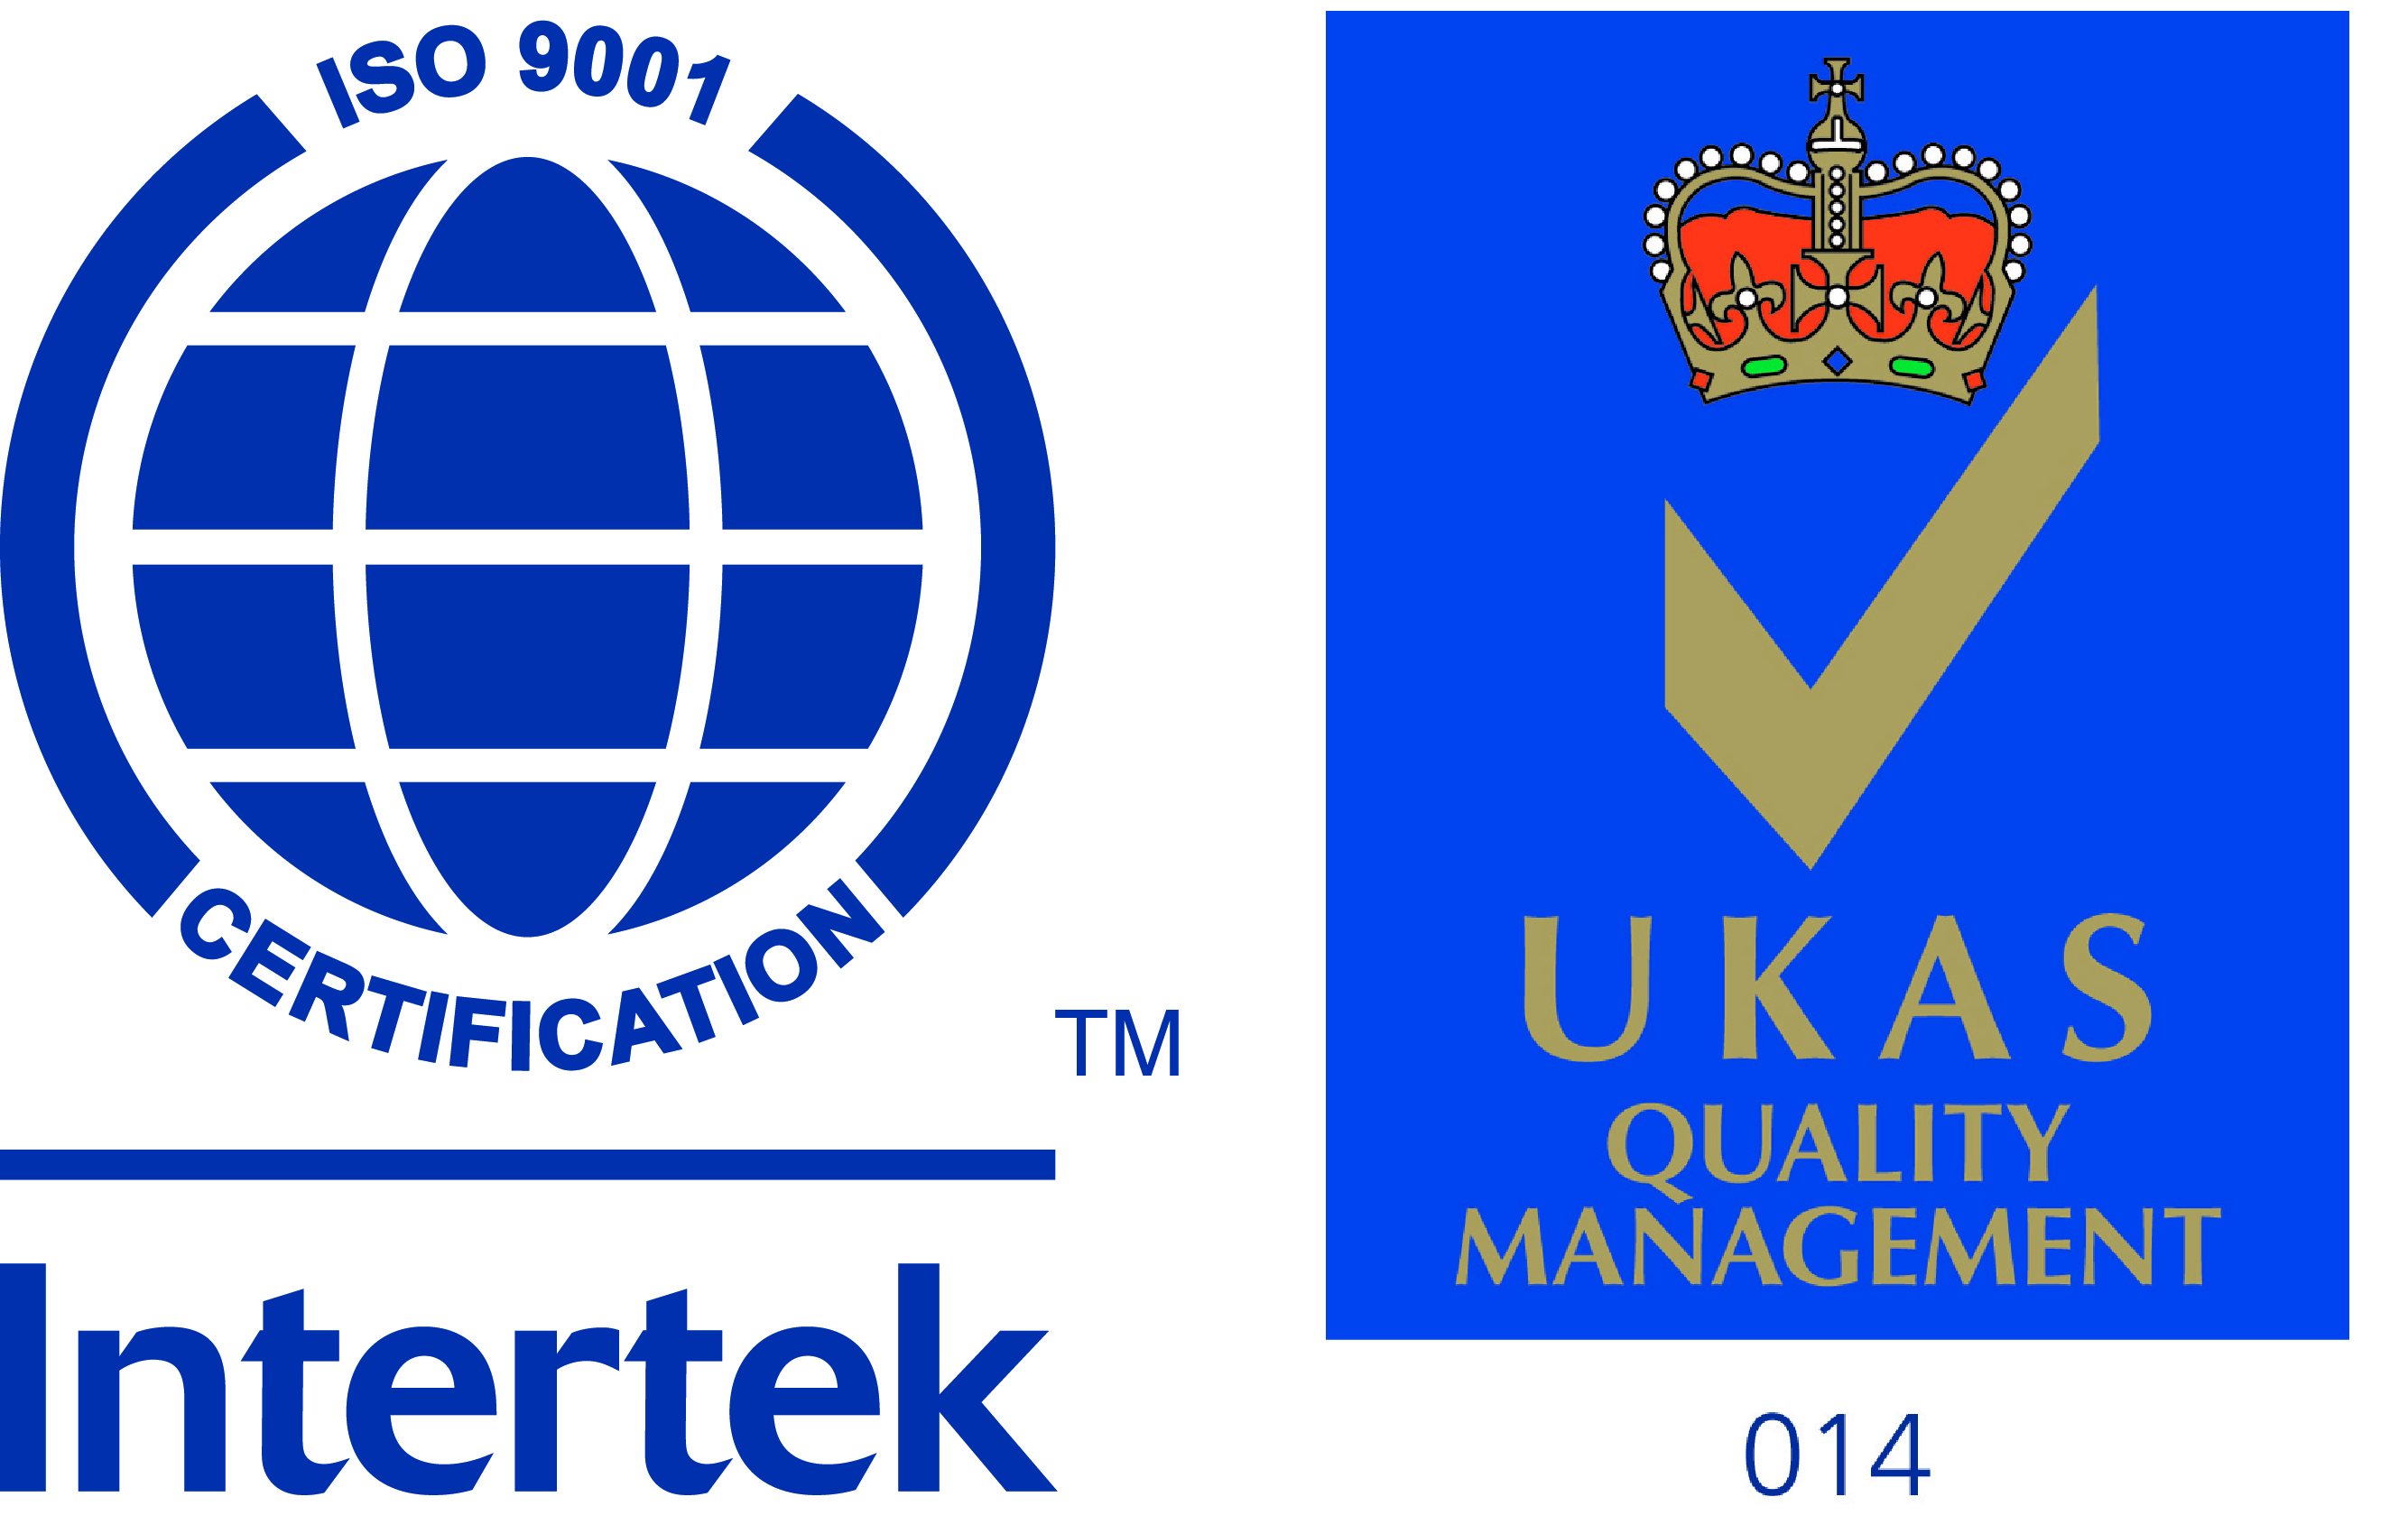 ISO 9001
CERTIFICATION
TM
Intertek
UKAS
QUALITY
MANAGEMENT
014